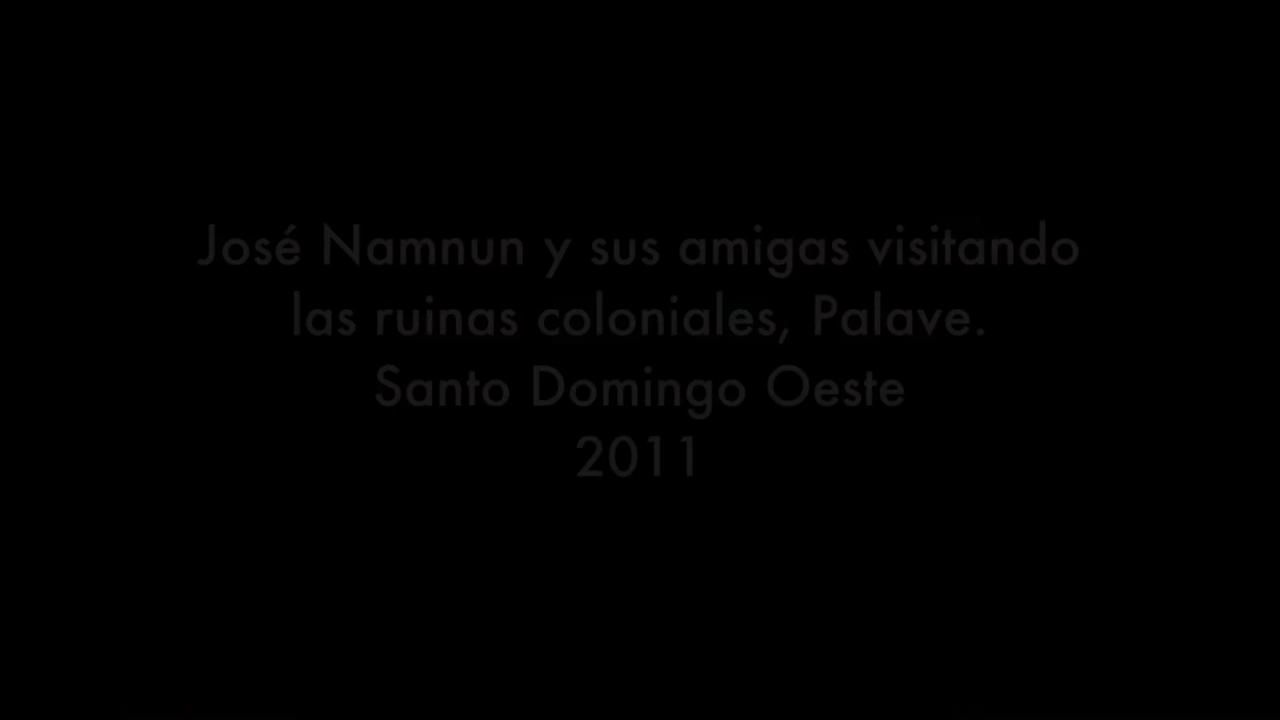 José Namnun y sus amigas visitando
las ruinas coloniales, Palave.
Santo Domingo Oeste
2011